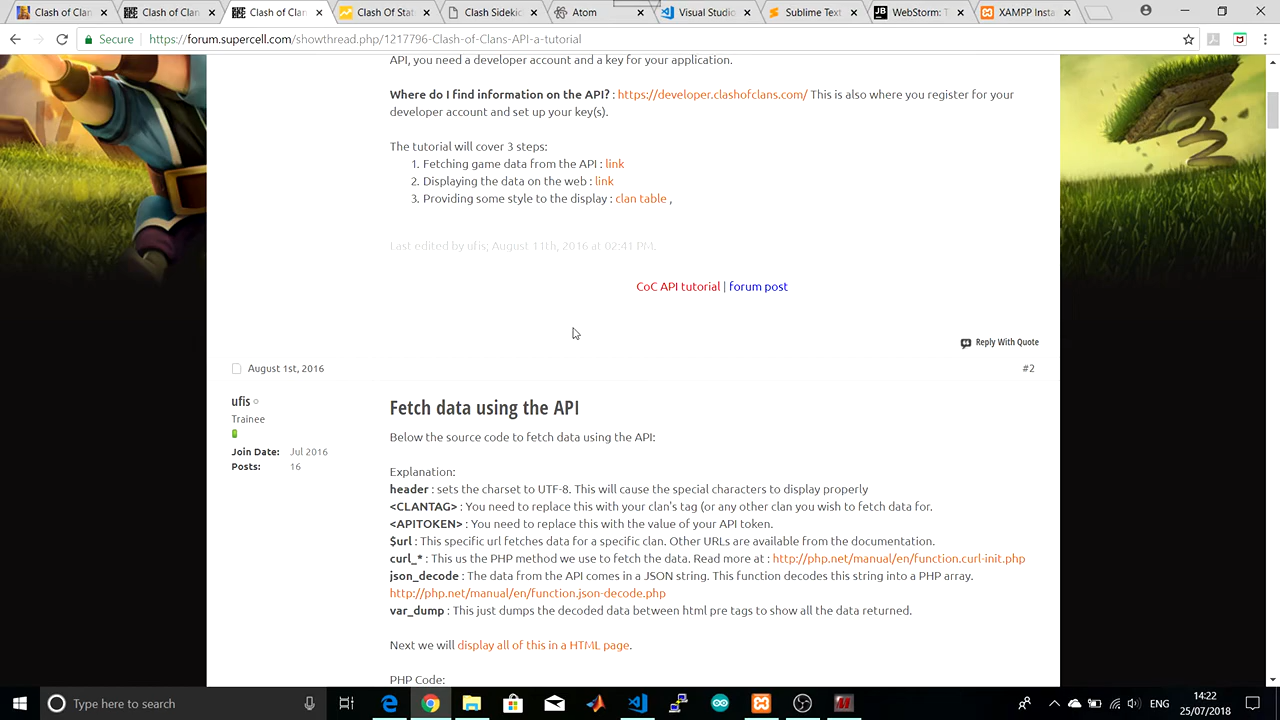 Clash of Clan
Clash of Clan
Clash of Clan
Clash Of Stat
Clash Sidekic
Atom
Visual Studio
Sublime Text
WebStorm: T
XAMPP Insta
Secure
https://forum.supercell.com/showthread.php/1217796-Clash-of-Clans-API-a-tutorial
API, you need a developer account and a key for your application.
Where do I find information on the API? : https://developer.clashofclans.com/ This is also where you register for your
developer account and set up your key(s).
The tutorial will cover 3 steps:
1. Fetching game data from the API : link
2. Displaying the data on the web : link
3. Providing some style to the display : clan table ,
Last edited by ufis; August 11th, 2016 at 02:41 PM.
CoC API tutorial | forum post
Reply With Quote
August 1st, 2016
#2
ufis
Trainee
Join Date: Jul 2016
Posts: 16
Fetch data using the API
Below the source code to fetch data using the API:
Explanation:
header : sets the charset to UTF-8. This will cause the special characters to display properly
<CLANTAG> : You need to replace this with your clan's tag (or any other clan you wish to fetch data for.
<APITOKEN> : You need to replace this with the value of your API token.
$url : This specific url fetches data for a specific clan. Other URLs are available from the documentation.
curl_* : This us the PHP method we use to fetch the data. Read more at : http://php.net/manual/en/function.curl-init.php
json_decode : The data from the API comes in a JSON string. This function decodes this string into a PHP array.
http://php.net/manual/en/function.json-decode.php
var_dump : This just dumps the decoded data between html pre tags to show all the data returned.
Next we will display all of this in a HTML page.
PHP Code:
Type here to search
ENG
14:22
25/07/2018